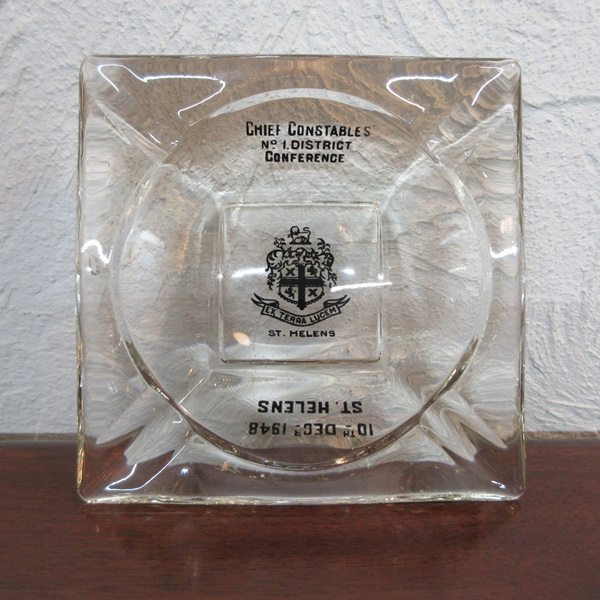 CHIEF CONSTABLES'
Nº 1. DISTRICT
CONFERENCE
EX TERRA LUCEM
ST. HELENS
ST. HELENS
10TH DECR 1948